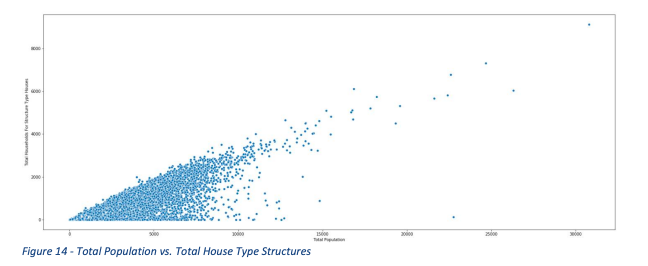 8000
6000
4000
2000
0
Total Households For Structure Type Houses
0 5000 10000 15000 20000 25000 30000
Total Population
Figure 14 - Total Population vs. Total House Type Structures